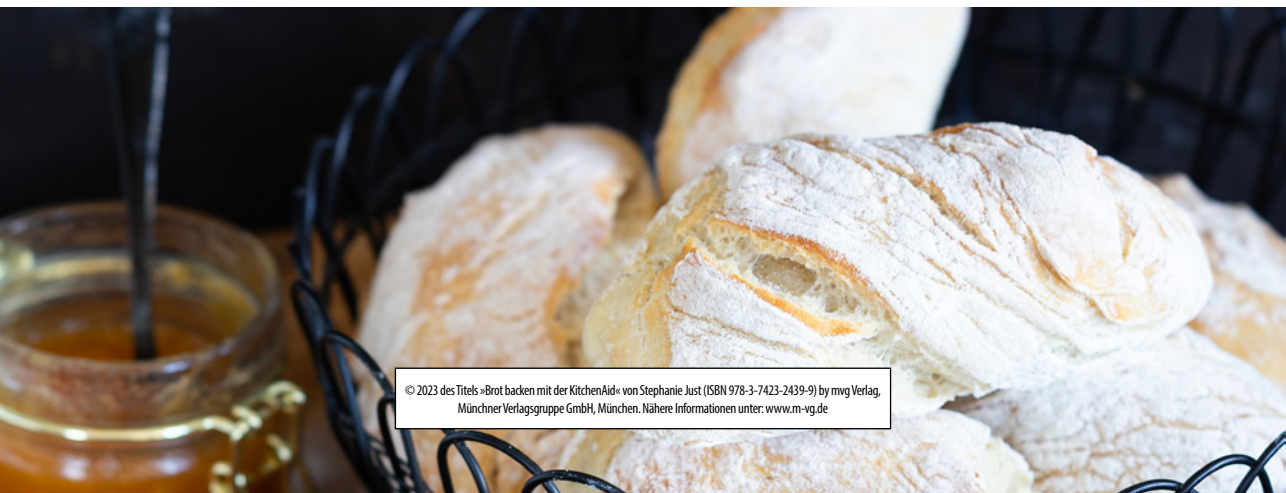 © 2023 des Titels »Brot backen mit der KitchenAid« von Stephanie Just (ISBN 978-3-7423-2439-9) by mvg Verlag,
Münchner Verlagsgruppe GmbH, München. Nähere Informationen unter: www.m-vg.de